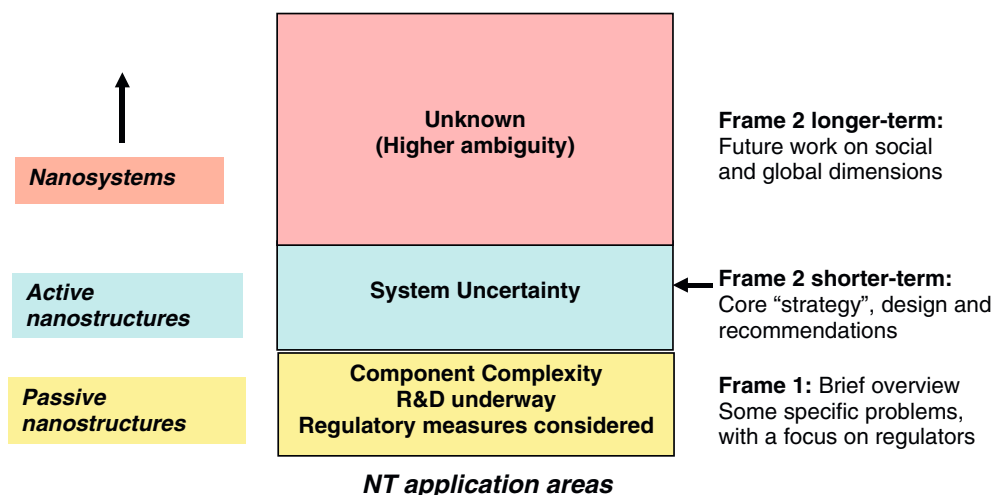 Unknown
(Higher ambiguity)
Frame 2 longer-term:
Future work on social
and global dimensions
Nanosystems
Active
nanostructures
System Uncertainty
Frame 2 shorter-term:
Core “strategy”, design and
recommendations
Passive
nanostructures
Component Complexity
R&D underway
Regulatory measures considered
Frame 1: Brief overview
Some specific problems,
with a focus on regulators
NT application areas